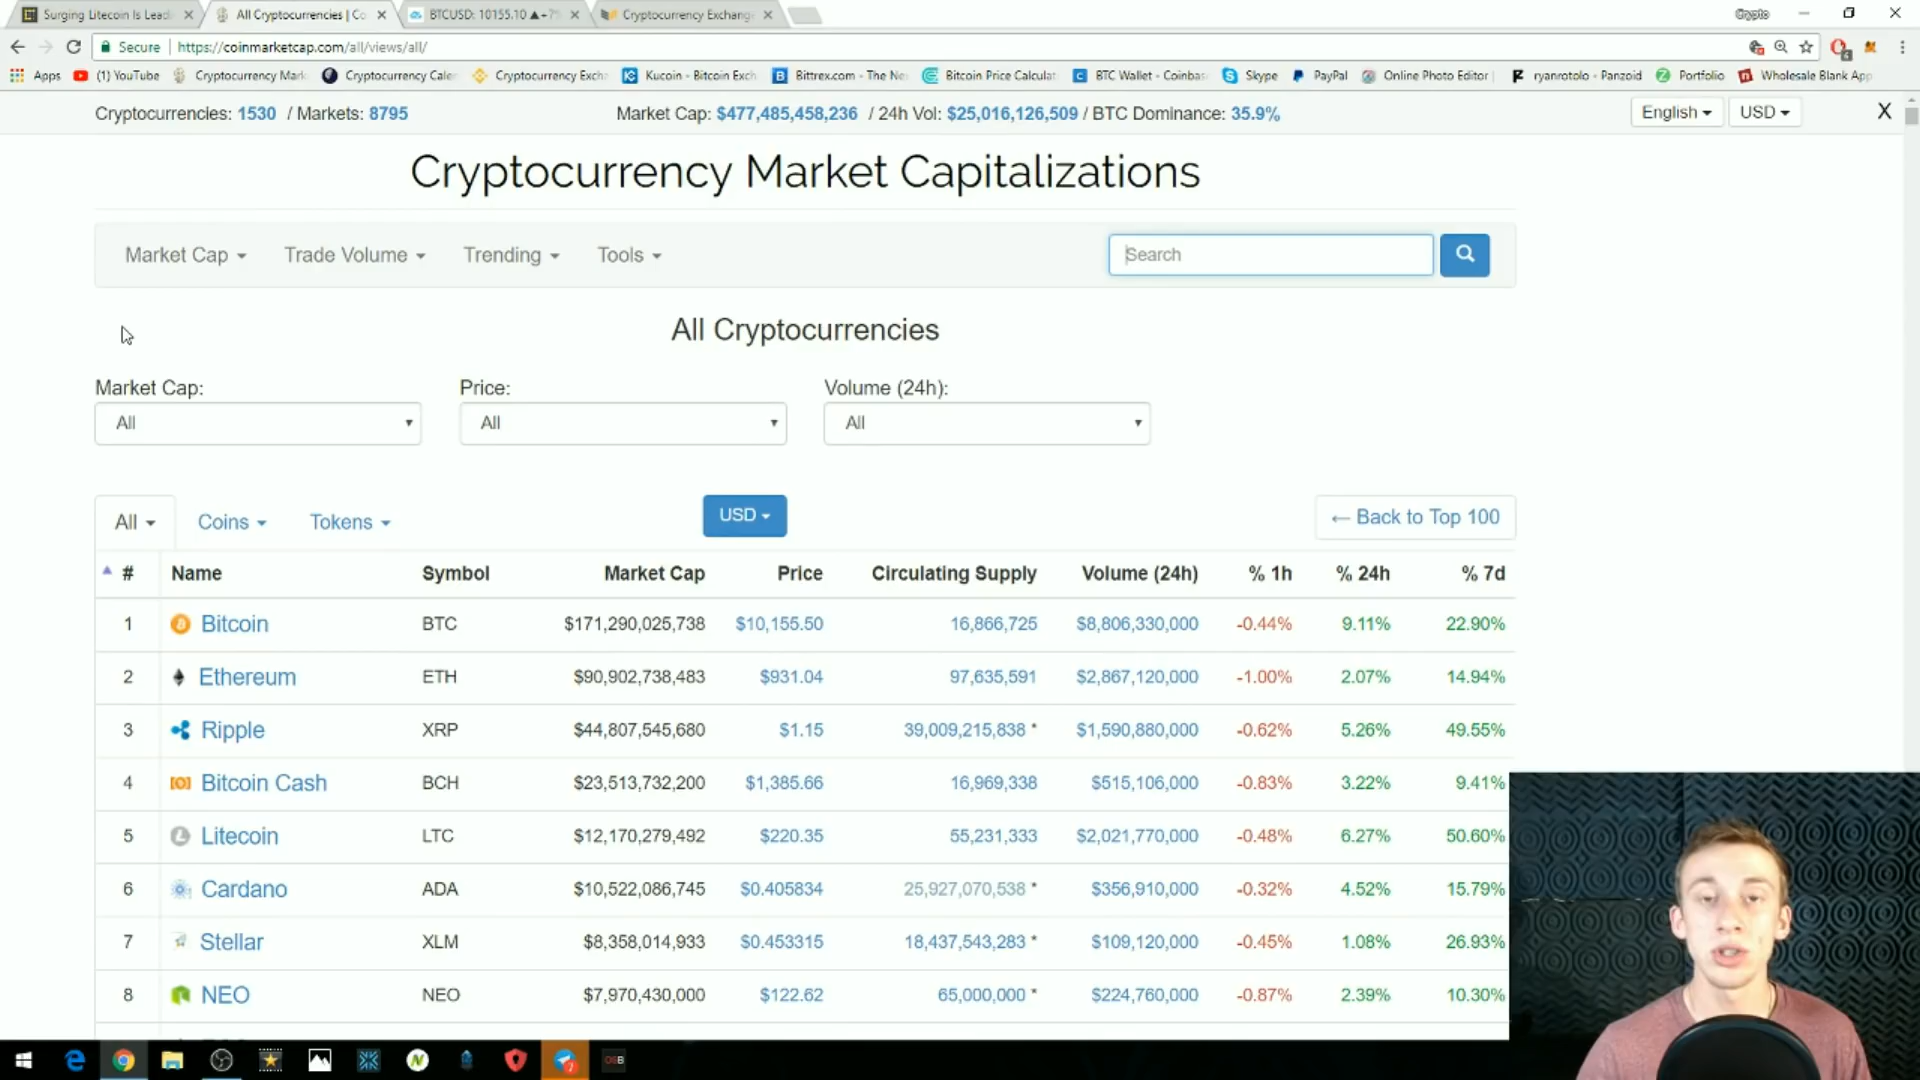 Surging Litecoin Is Leadi
All Cryptocurrencies | Co
BTCUSD: 10155.10 ▲+7
Cryptocurrency Exchang
Crypto
Secure | https://coinmarketcap.com/all/views/all/
Apps (1) YouTube Cryptocurrency Mark Cryptocurrency Cale Cryptocurrency Exch Kucoin - Bitcoin Exch Bittrex.com - The Ne Bitcoin Price Calculat BTC Wallet - Coinbas Skype PayPal Online Photo Editor | ryanrotolo - Panzoid Portfolio Wholesale Blank App
Cryptocurrencies: 1530 / Markets: 8795 Market Cap: $477,485,458,236 / 24h Vol: $25,016,126,509 / BTC Dominance: 35.9% English USD X
Cryptocurrency Market Capitalizations
Market Cap Trade Volume Trending Tools Search
All Cryptocurrencies
Market Cap: Price: Volume (24h):
All All All
All Coins Tokens USD ← Back to Top 100
# Name Symbol Market Cap Price Circulating Supply Volume (24h) % 1h % 24h % 7d
1 Bitcoin BTC $171,290,025,738 $10,155.50 16,866,725 $8,806,330,000 -0.44% 9.11% 22.90%
2 Ethereum ETH $90,902,738,483 $931.04 97,635,591 $2,867,120,000 -1.00% 2.07% 14.94%
3 Ripple XRP $44,807,545,680 $1.15 39,009,215,838 * $1,590,880,000 -0.62% 5.26% 49.55%
4 Bitcoin Cash BCH $23,513,732,200 $1,385.66 16,969,338 $515,106,000 -0.83% 3.22% 9.41%
5 Litecoin LTC $12,170,279,492 $220.35 55,231,333 $2,021,770,000 -0.48% 6.27% 50.60%
6 Cardano ADA $10,522,086,745 $0.405834 25,927,070,538 * $356,910,000 -0.32% 4.52% 15.79%
7 Stellar XLM $8,358,014,933 $0.453315 18,437,543,283 * $109,120,000 -0.45% 1.08% 26.93%
8 NEO NEO $7,970,430,000 $122.62 65,000,000 * $224,760,000 -0.87% 2.39% 10.30%